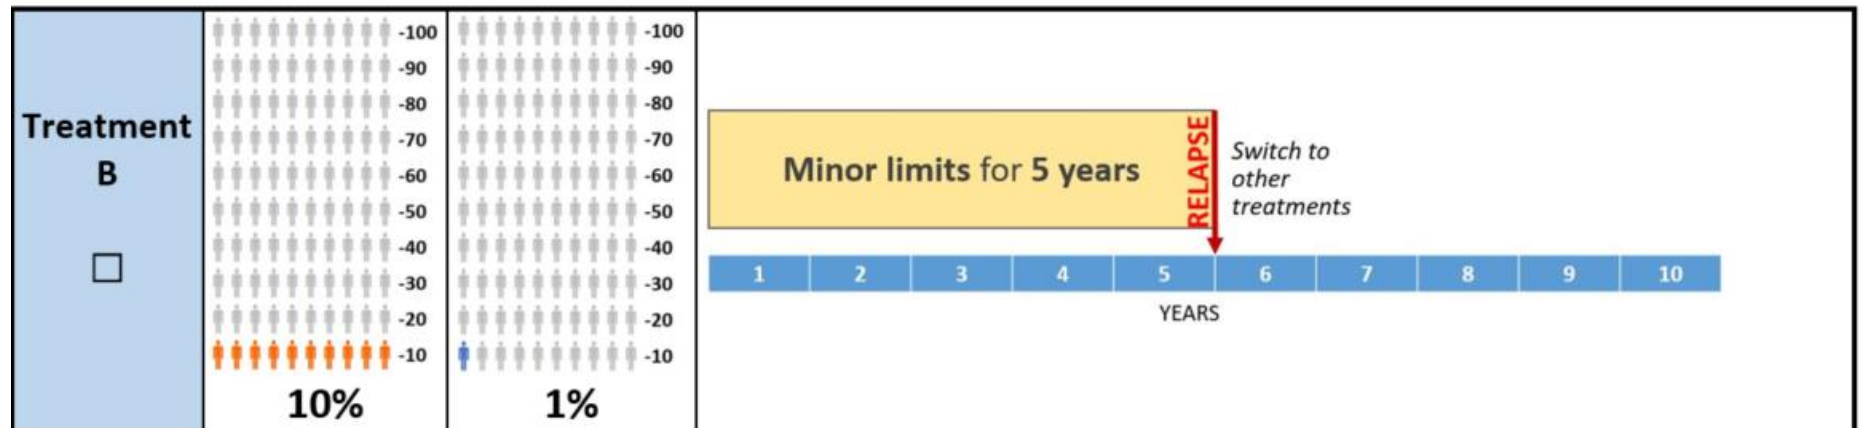 Treatment
B
☐
-100
-90
-80
-70
-60
-50
-40
-30
-20
-10
10%
-100
-90
-80
-70
-60
-50
-40
-30
-20
-10
1%
Minor limits for 5 years
RELAPSE
Switch to
other
treatments
1 2 3 4 5 6 7 8 9 10
YEARS